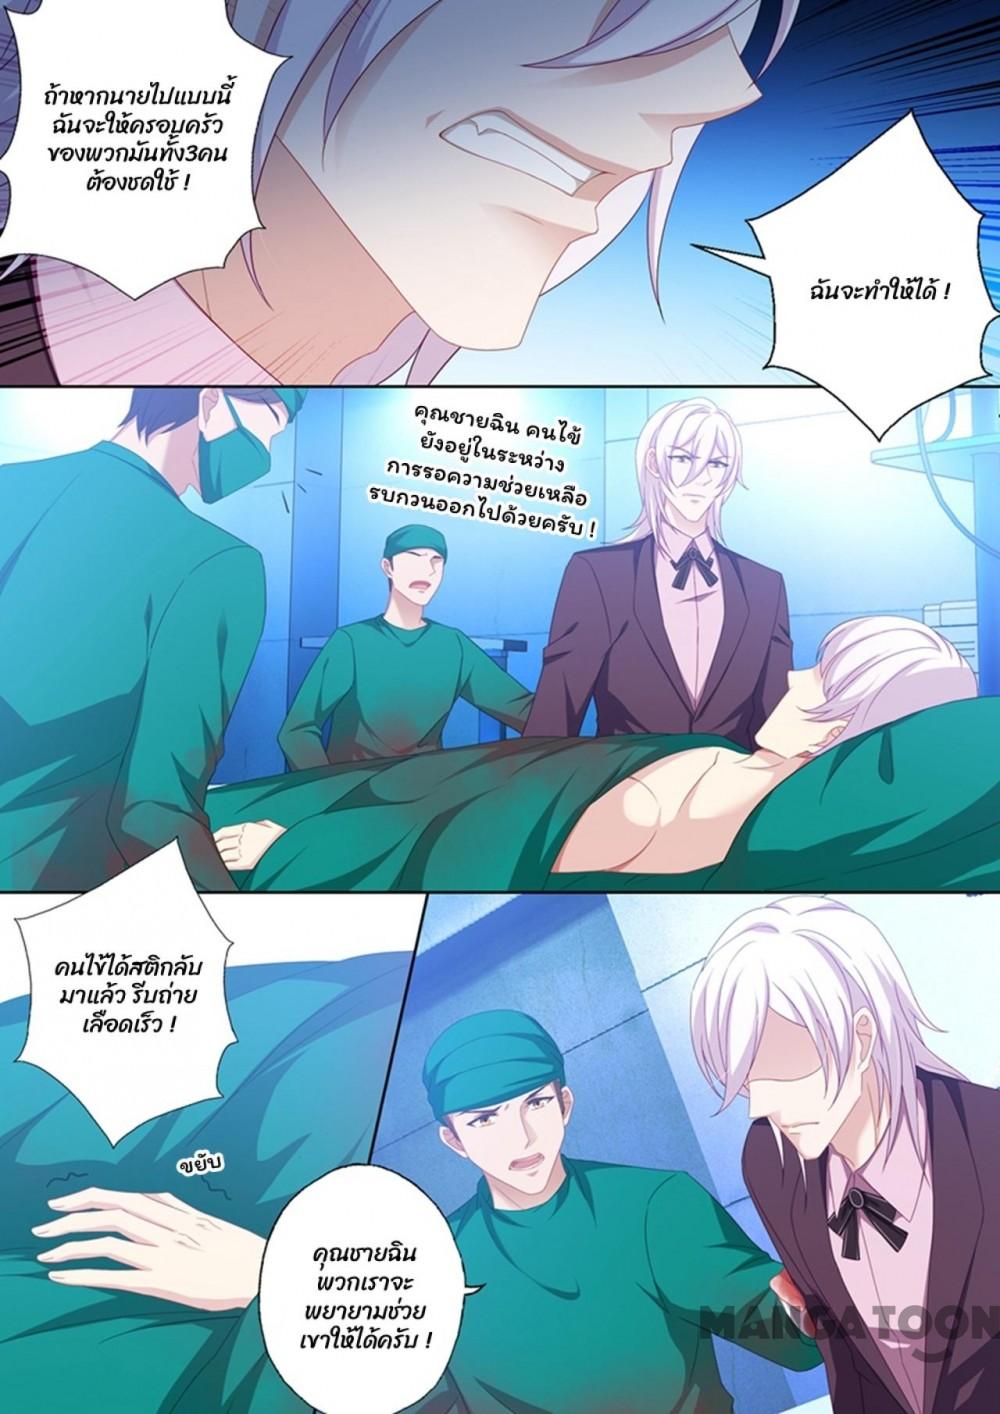 ถ้าหากนายไปแบบนี้
ฉันจะให้ครอบครัว
ของพวกมันทั้ง3คน
ต้องชดใช้ !
ฉันจะทำให้ได้ !
คุณชายฉิน คนไข้
ยังอยู่ในระหว่าง
การรอความช่วยเหลือ
รบกวนออกไปด้วยครับ !
คนไข้ได้สติกลับ
มาแล้ว รีบถ่าย
เลือดเร็ว !
ขยับ
คุณชายฉิน
พวกเราจะ
พยายามช่วย
เขาให้ได้ครับ !
MANGATOON